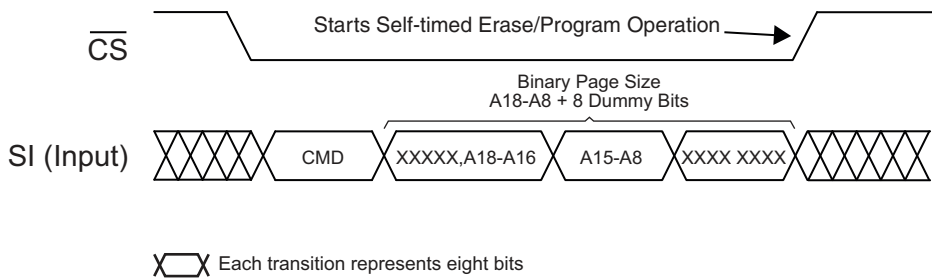 Starts Self-timed Erase/Program Operation
CS
Binary Page Size
A18-A8 + 8 Dummy Bits
SI (Input)
CMD
XXXXX,A18-A16
A15-A8
XXXX XXXX
Each transition represents eight bits